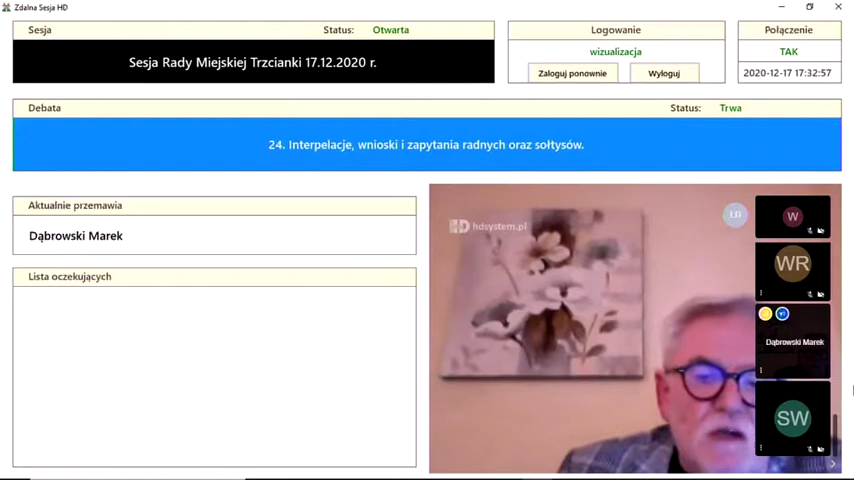 Zdalna Sesja HD
Sesja Status: Otwarta
Sesja Rady Miejskiej Trzcianki 17.12.2020 r.
Logowanie
wizualizacja
Zaloguj ponownie Wyloguj
Połączenie
TAK
2020-12-17 17:32:57
Debata Status: Trwa
24. Interpelacje, wnioski i zapytania radnych oraz sołtysów.
Aktualnie przemawia
Dąbrowski Marek
Lista oczekujących
HD hdsystem.pl
LD
W
WR
Dąbrowski Marek
SW